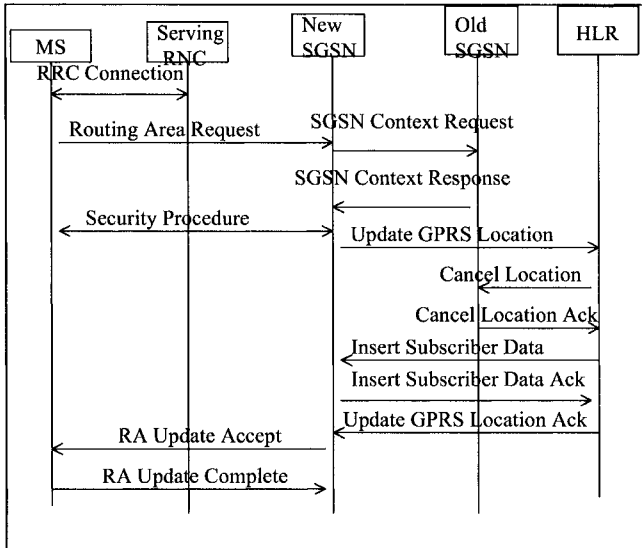 MS
Serving
RNC
New
SGSN
Old
SGSN
HLR
RRC Connection
Routing Area Request
SGSN Context Request
SGSN Context Response
Security Procedure
Update GPRS Location
Cancel Location
Cancel Location Ack
Insert Subscriber Data
Insert Subscriber Data Ack
Update GPRS Location Ack
RA Update Accept
RA Update Complete